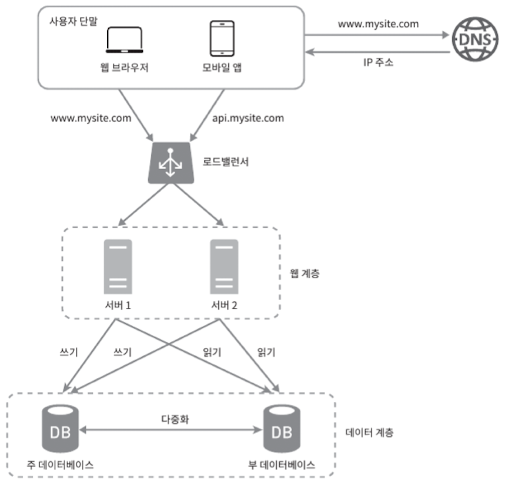 사용자 단말
웹 브라우저
모바일 앱
www.mysite.com
DNS
IP 주소
www.mysite.com
api.mysite.com
로드밸런서
서버 1
서버 2
웹 계층
쓰기
쓰기
읽기
읽기
DB
다중화
DB
데이터 계층
주 데이터베이스
부 데이터베이스